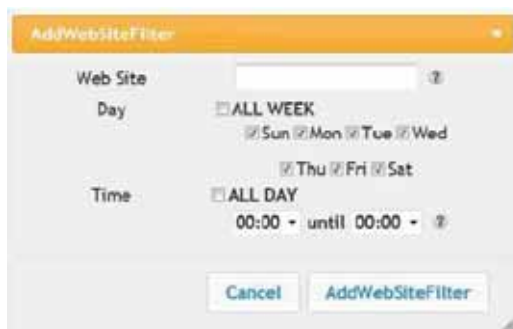 AddWebSiteFilter
Web Site
Day ALL WEEK
Sun Mon Tue Wed
Thu Fri Sat
Time ALL DAY
00:00 until 00:00
Cancel AddWebSiteFilter